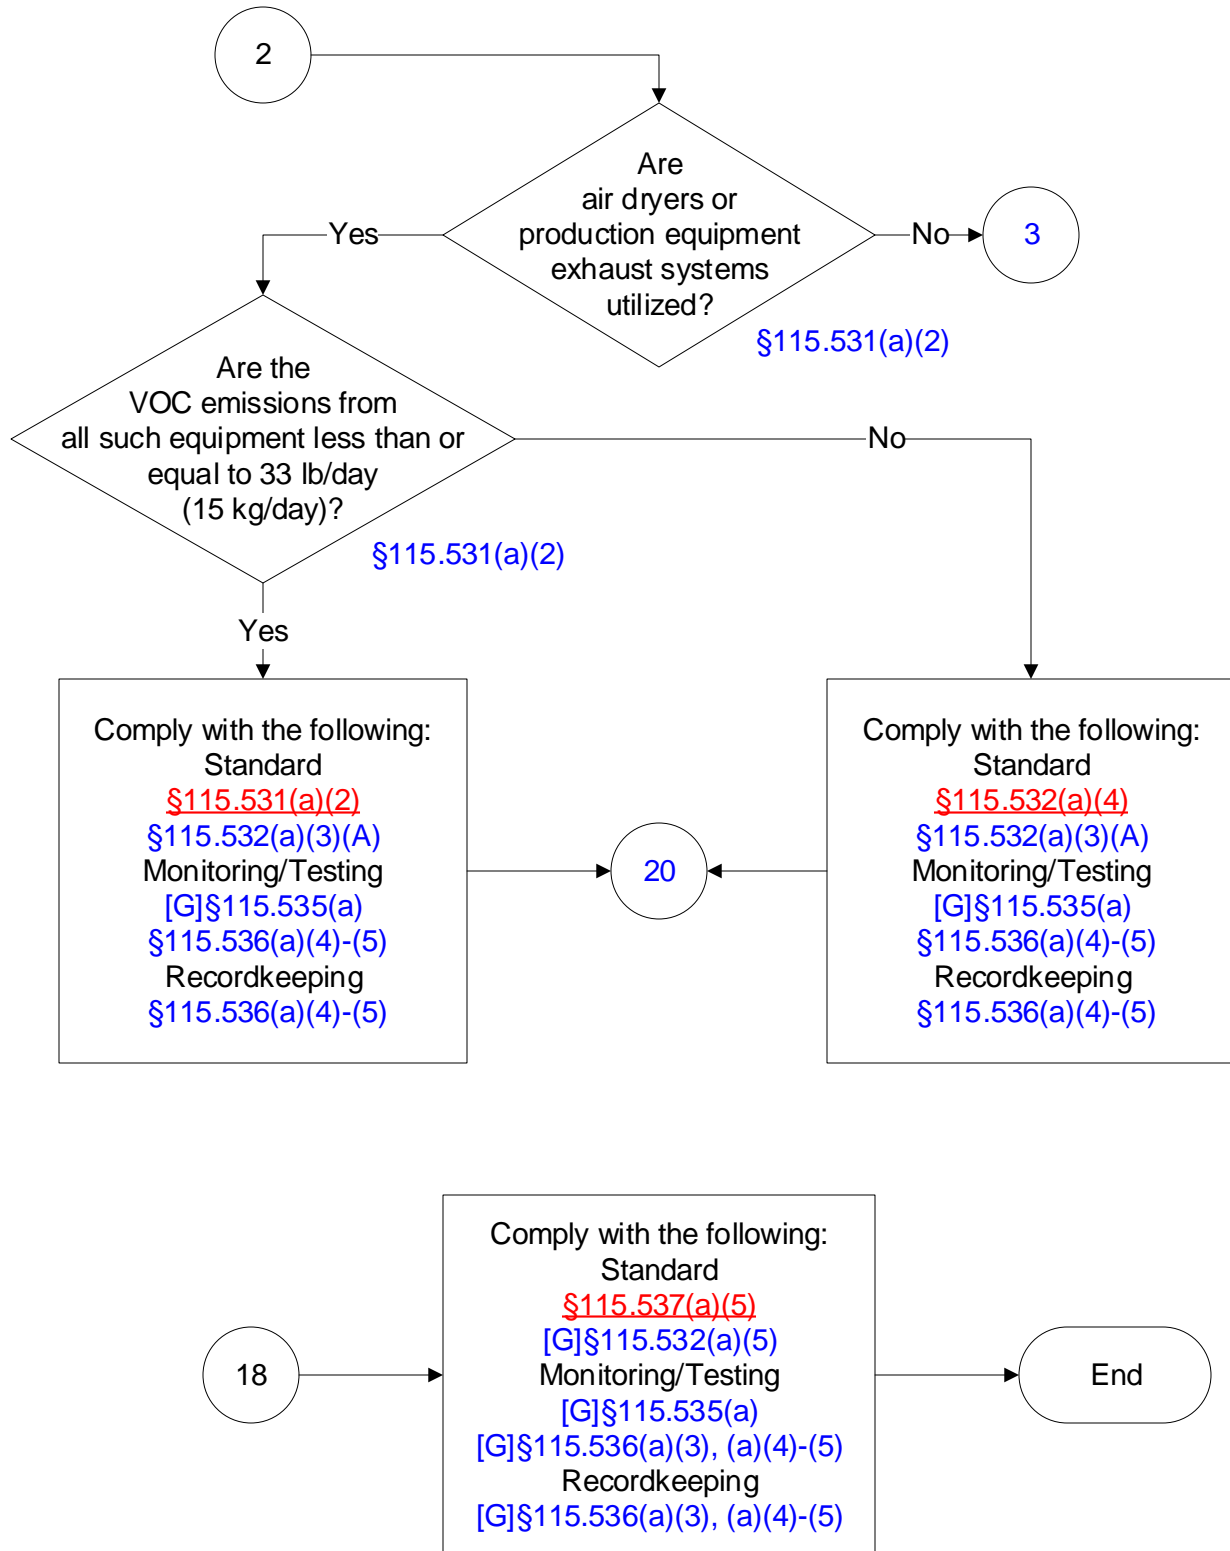 2
Are
air dryers or
production equipment
exhaust systems
utilized?
Yes
No
3
§115.531(a)(2)
Are the
VOC emissions from
all such equipment less than or
equal to 33 lb/day
(15 kg/day)?
No
§115.531(a)(2)
Yes
Comply with the following:
Standard
§115.531(a)(2)
§115.532(a)(3)(A)
Monitoring/Testing
[G]§115.535(a)
§115.536(a)(4)-(5)
Recordkeeping
§115.536(a)(4)-(5)
20
Comply with the following:
Standard
§115.532(a)(4)
§115.532(a)(3)(A)
Monitoring/Testing
[G]§115.535(a)
§115.536(a)(4)-(5)
Recordkeeping
§115.536(a)(4)-(5)
18
Comply with the following:
Standard
§115.537(a)(5)
[G]§115.532(a)(5)
Monitoring/Testing
[G]§115.535(a)
[G]§115.536(a)(3), (a)(4)-(5)
Recordkeeping
[G]§115.536(a)(3), (a)(4)-(5)
End